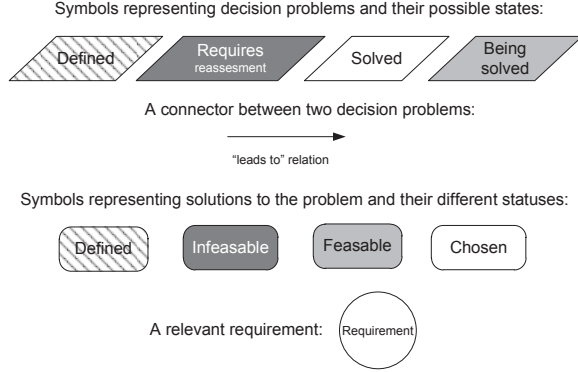 Symbols representing decision problems and their possible states:
Defined
Requires
reassesment
Solved
Being
solved
A connector between two decision problems:
"leads to" relation
Symbols representing solutions to the problem and their different statuses:
Defined
Infeasable
Feasable
Chosen
A relevant requirement:
Requirement